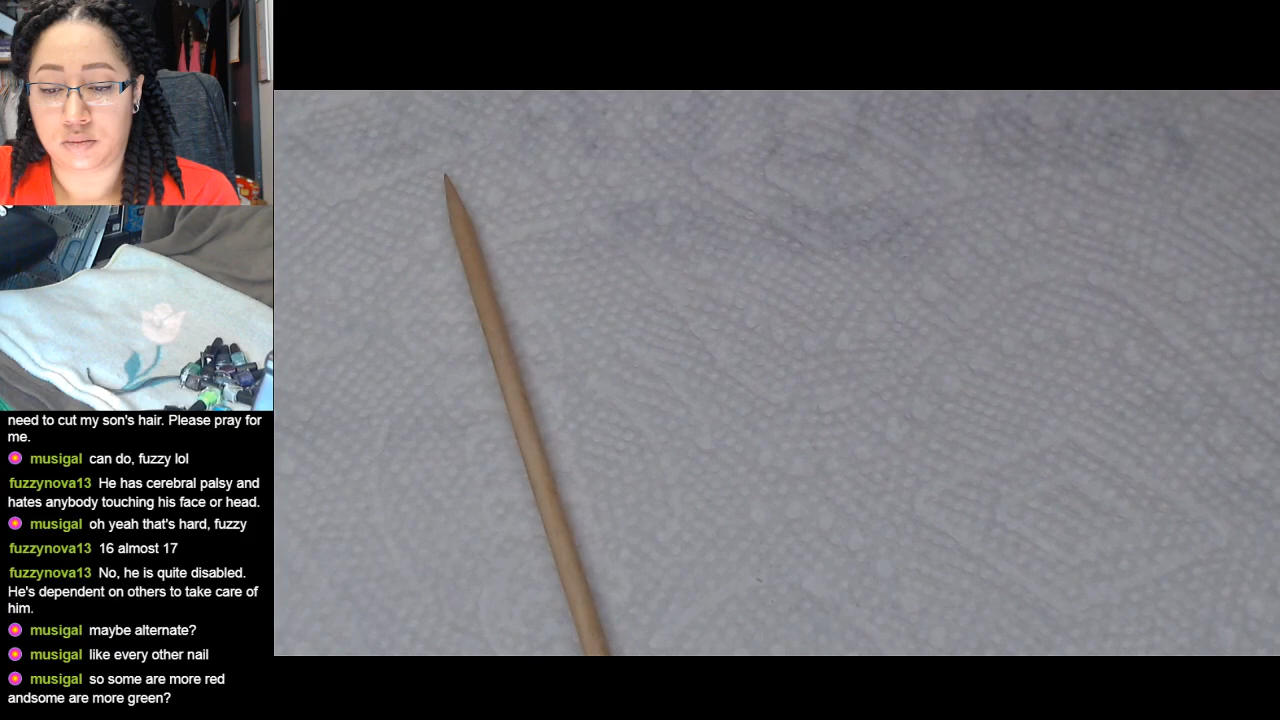 need to cut my son's hair. Please pray for
me.
musigal can do, fuzzy lol
fuzzynova13 He has cerebral palsy and
hates anybody touching his face or head.
musigal oh yeah that's hard, fuzzy
fuzzynova13 16 almost 17
fuzzynova13 No, he is quite disabled.
He's dependent on others to take care of
him.
musigal maybe alternate?
musigal like every other nail
musigal so some are more red
andsome are more green?